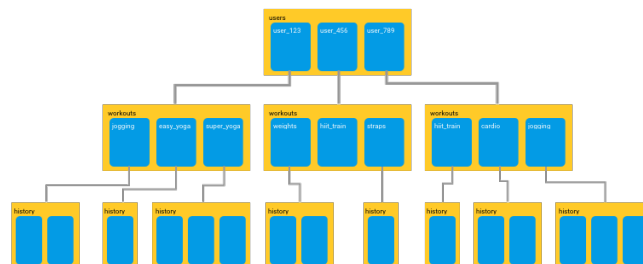 users
user_123 user_456 user_789
workouts workouts workouts
jogging easy_yoga super_yoga weights hiit_train straps hiit_train cardio jogging
history history history history history history history history